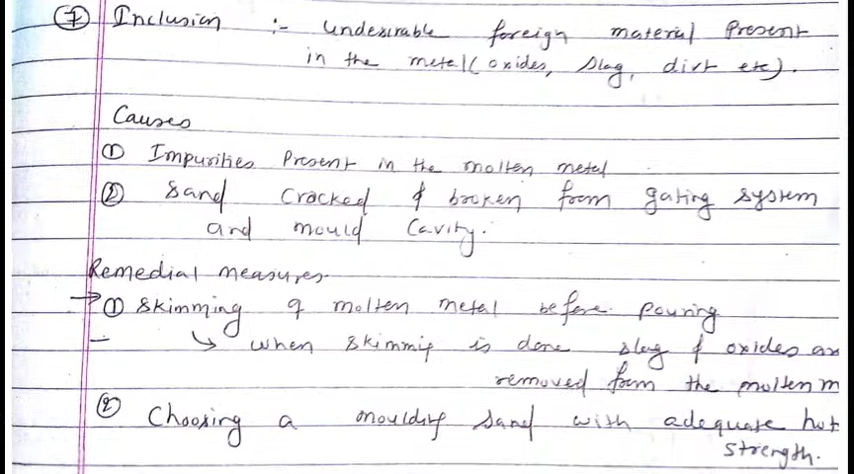 ⑦ Inclusion :- undesirable foreign material Present
in the metal (oxides, slag, dirt etc).
Causes
① Impurities Present in the molten metal
② Sand Cracked & broken from gating system
and mould Cavity.
Remedial measures
→ ① Skimming of molten metal before pouring
- ↳ when skimmig is done slag & oxides ar
removed from the molten m
② Choosing a moulding sand with adequate hot
strength.